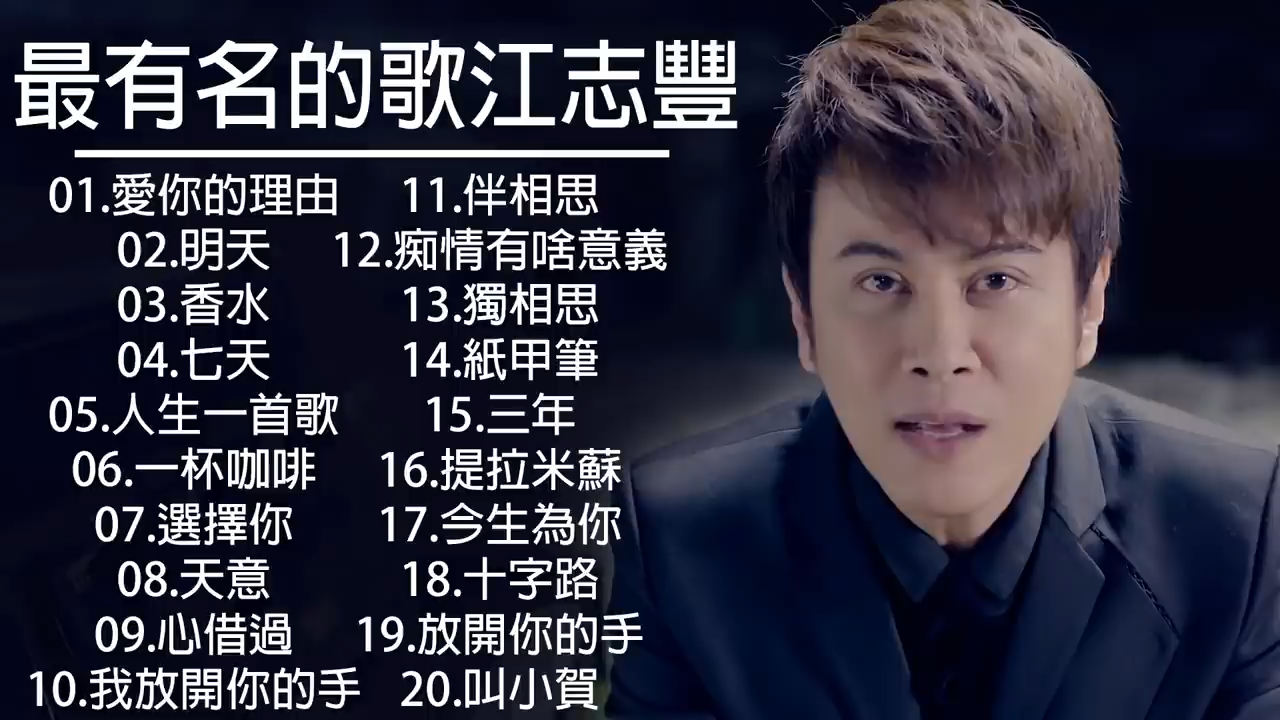 最有名的歌江志豐
01.愛你的理由
02.明天
03.香水
04.七天
05.人生一首歌
06.一杯咖啡
07.選擇你
08.天意
09.心借過
10.我放開你的手
11.伴相思
12.痴情有啥意義
13.獨相思
14.紙甲筆
15.三年
16.提拉米蘇
17.今生為你
18.十字路
19.放開你的手
20.叫小賀